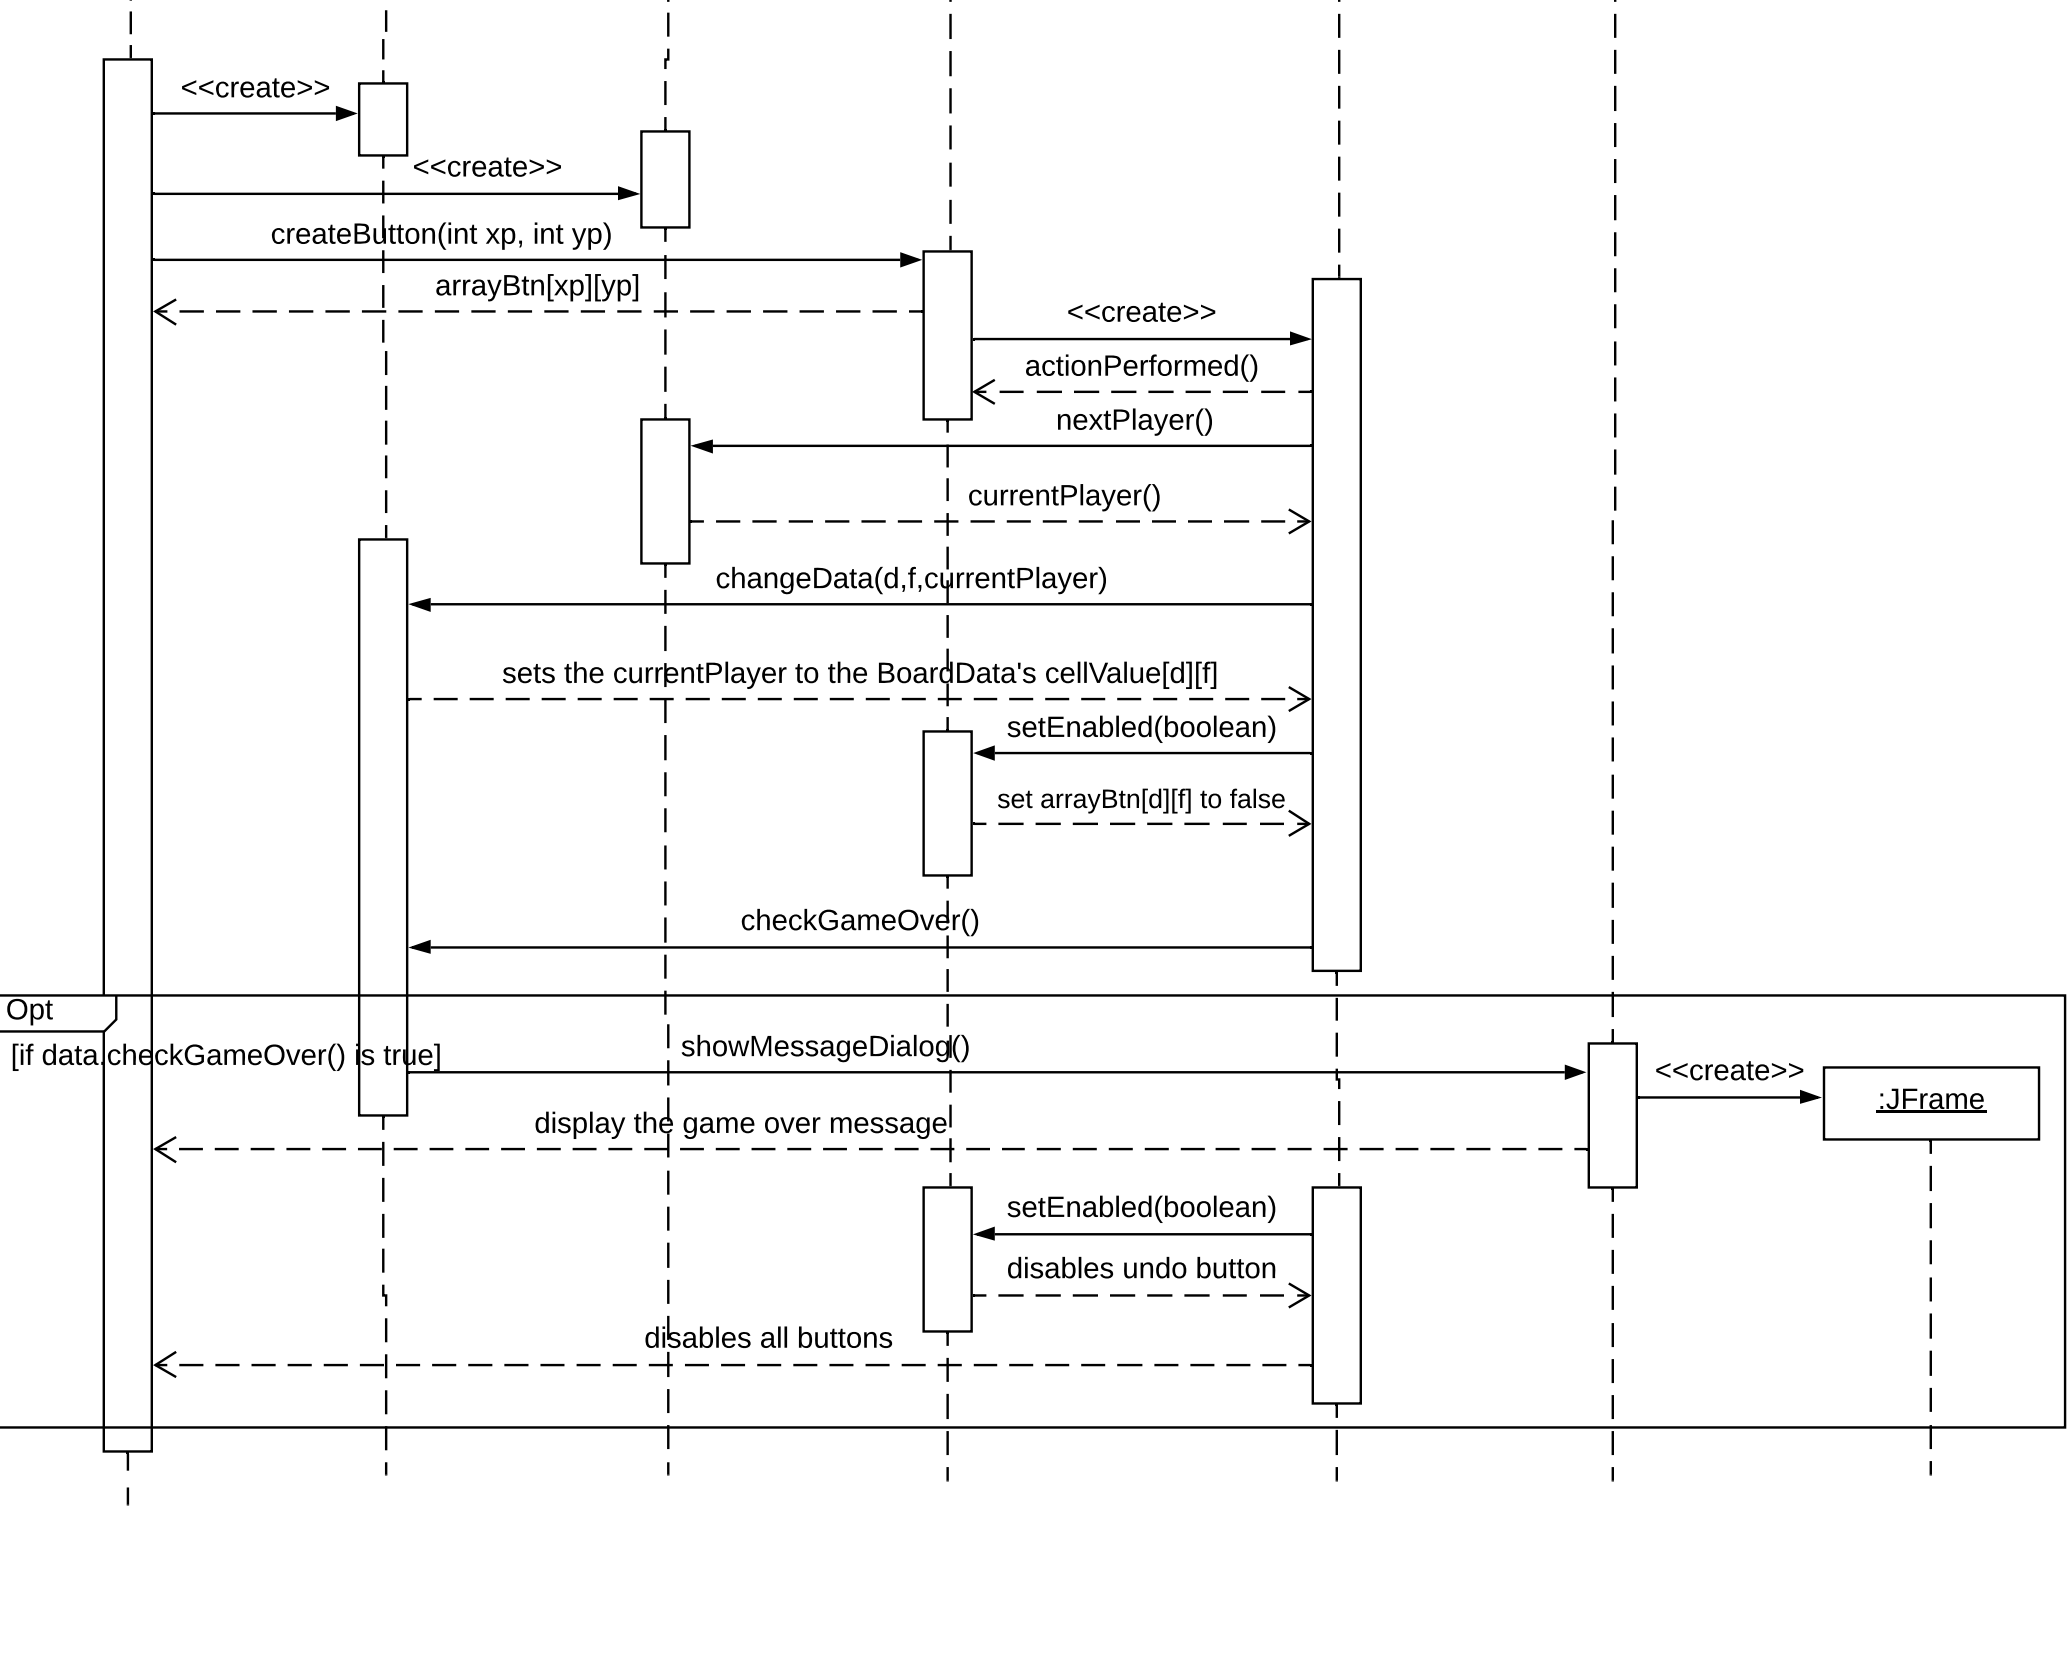 <<create>>
<<create>>
createButton(int xp, int yp)
arrayBtn[xp][yp]
<<create>>
actionPerformed()
nextPlayer()
currentPlayer()
changeData(d,f,currentPlayer)
sets the currentPlayer to the BoardData's cellValue[d][f]
setEnabled(boolean)
set arrayBtn[d][f] to false
checkGameOver()
Opt
[if data.checkGameOver() is true]
showMessageDialog()
<<create>>
:JFrame
display the game over message
setEnabled(boolean)
disables undo button
disables all buttons